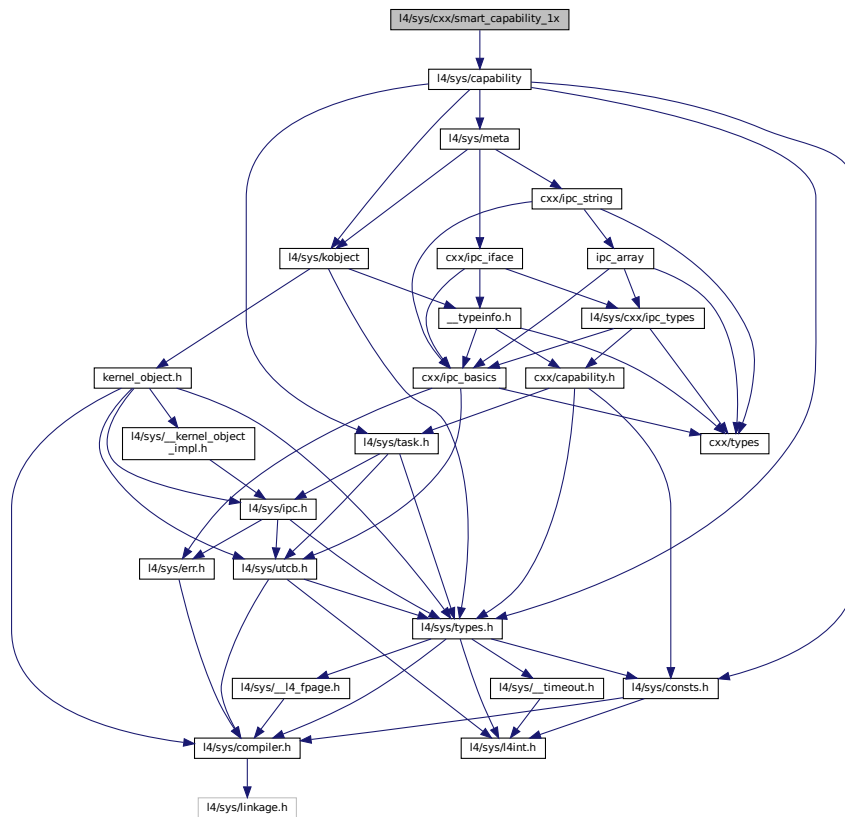 l4/sys/cxx/smart_capability_1x
l4/sys/capability
l4/sys/meta
cxx/ipc_string
l4/sys/kobject
cxx/ipc_iface
ipc_array
__typeinfo.h
l4/sys/cxx/ipc_types
kernel_object.h
cxx/ipc_basics
cxx/capability.h
l4/sys/__kernel_object
_impl.h
l4/sys/task.h
cxx/types
l4/sys/ipc.h
l4/sys/err.h
l4/sys/utcb.h
l4/sys/types.h
l4/sys/__l4_fpage.h
l4/sys/__timeout.h
l4/sys/consts.h
l4/sys/compiler.h
l4/sys/l4int.h
l4/sys/linkage.h